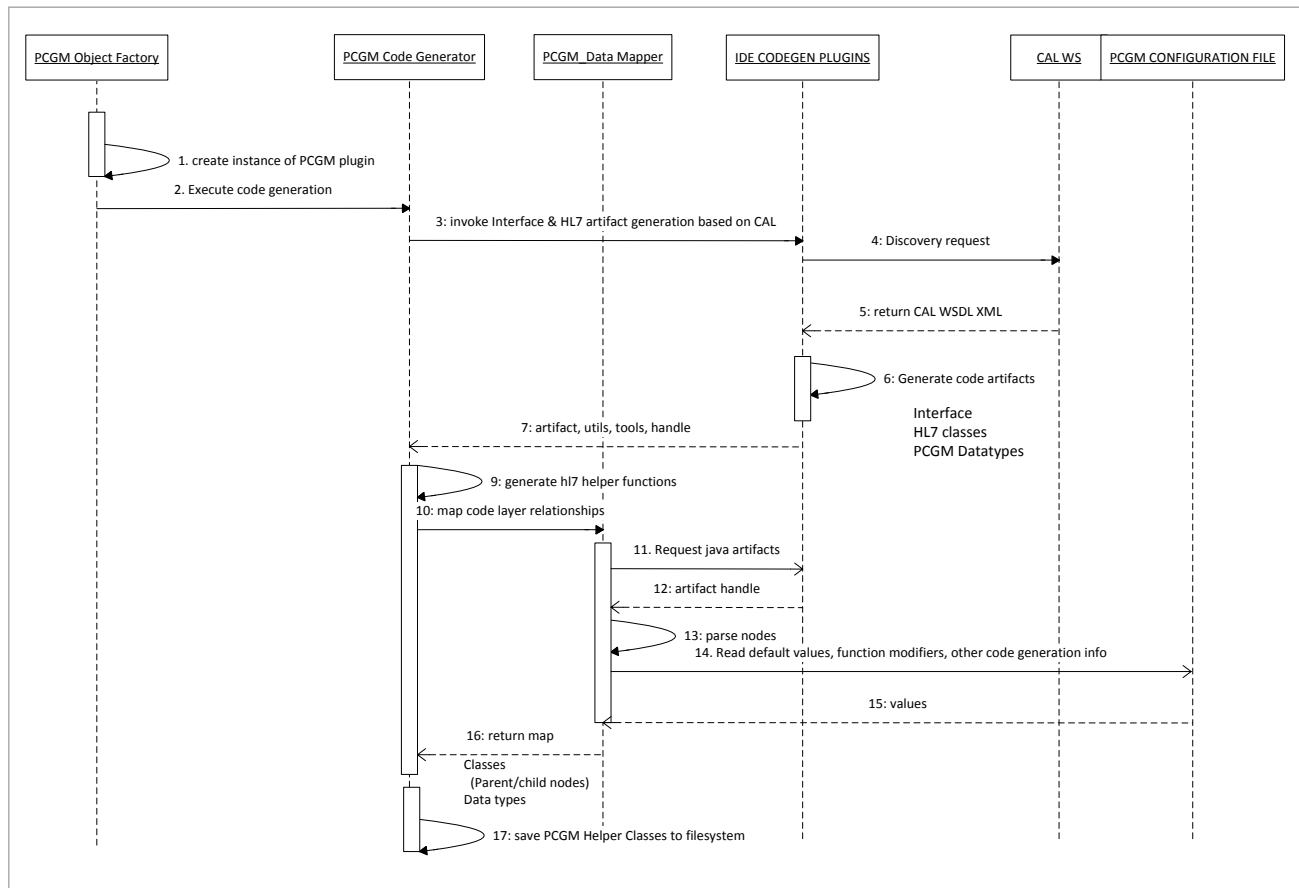 PCGM Object Factory
PCGM Code Generator
PCGM_Data Mapper
IDE CODEGEN PLUGINS
CAL WS
PCGM CONFIGURATION FILE
1. create instance of PCGM plugin
2. Execute code generation
3: invoke Interface & HL7 artifact generation based on CAL
4: Discovery request
5: return CAL WSDL XML
6: Generate code artifacts
Interface
HL7 classes
PCGM Datatypes
7: artifact, utils, tools, handle
9: generate hl7 helper functions
10: map code layer relationships
11. Request java artifacts
12: artifact handle
13: parse nodes
14. Read default values, function modifiers, other code generation info
15: values
16: return map
Classes
(Parent/child nodes)
Data types
17: save PCGM Helper Classes to filesystem